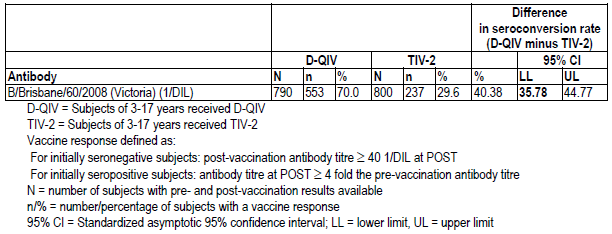 Difference
in seroconversion rate
(D-QIV minus TIV-2)
D-QIV TIV-2 95% CI
Antibody N n % N n % % LL UL
B/Brisbane/60/2008 (Victoria) (1/DIL) 790 553 70.0 800 237 29.6 40.38 35.78 44.77
D-QIV = Subjects of 3-17 years received D-QIV
TIV-2 = Subjects of 3-17 years received TIV-2
Vaccine response defined as:
For initially seronegative subjects: post-vaccination antibody titre ≥ 40 1/DIL at POST
For initially seropositive subjects: antibody titre at POST ≥ 4 fold the pre-vaccination antibody titre
N = number of subjects with pre- and post-vaccination results available
n/% = number/percentage of subjects with a vaccine response
95% CI = Standardized asymptotic 95% confidence interval; LL = lower limit, UL = upper limit